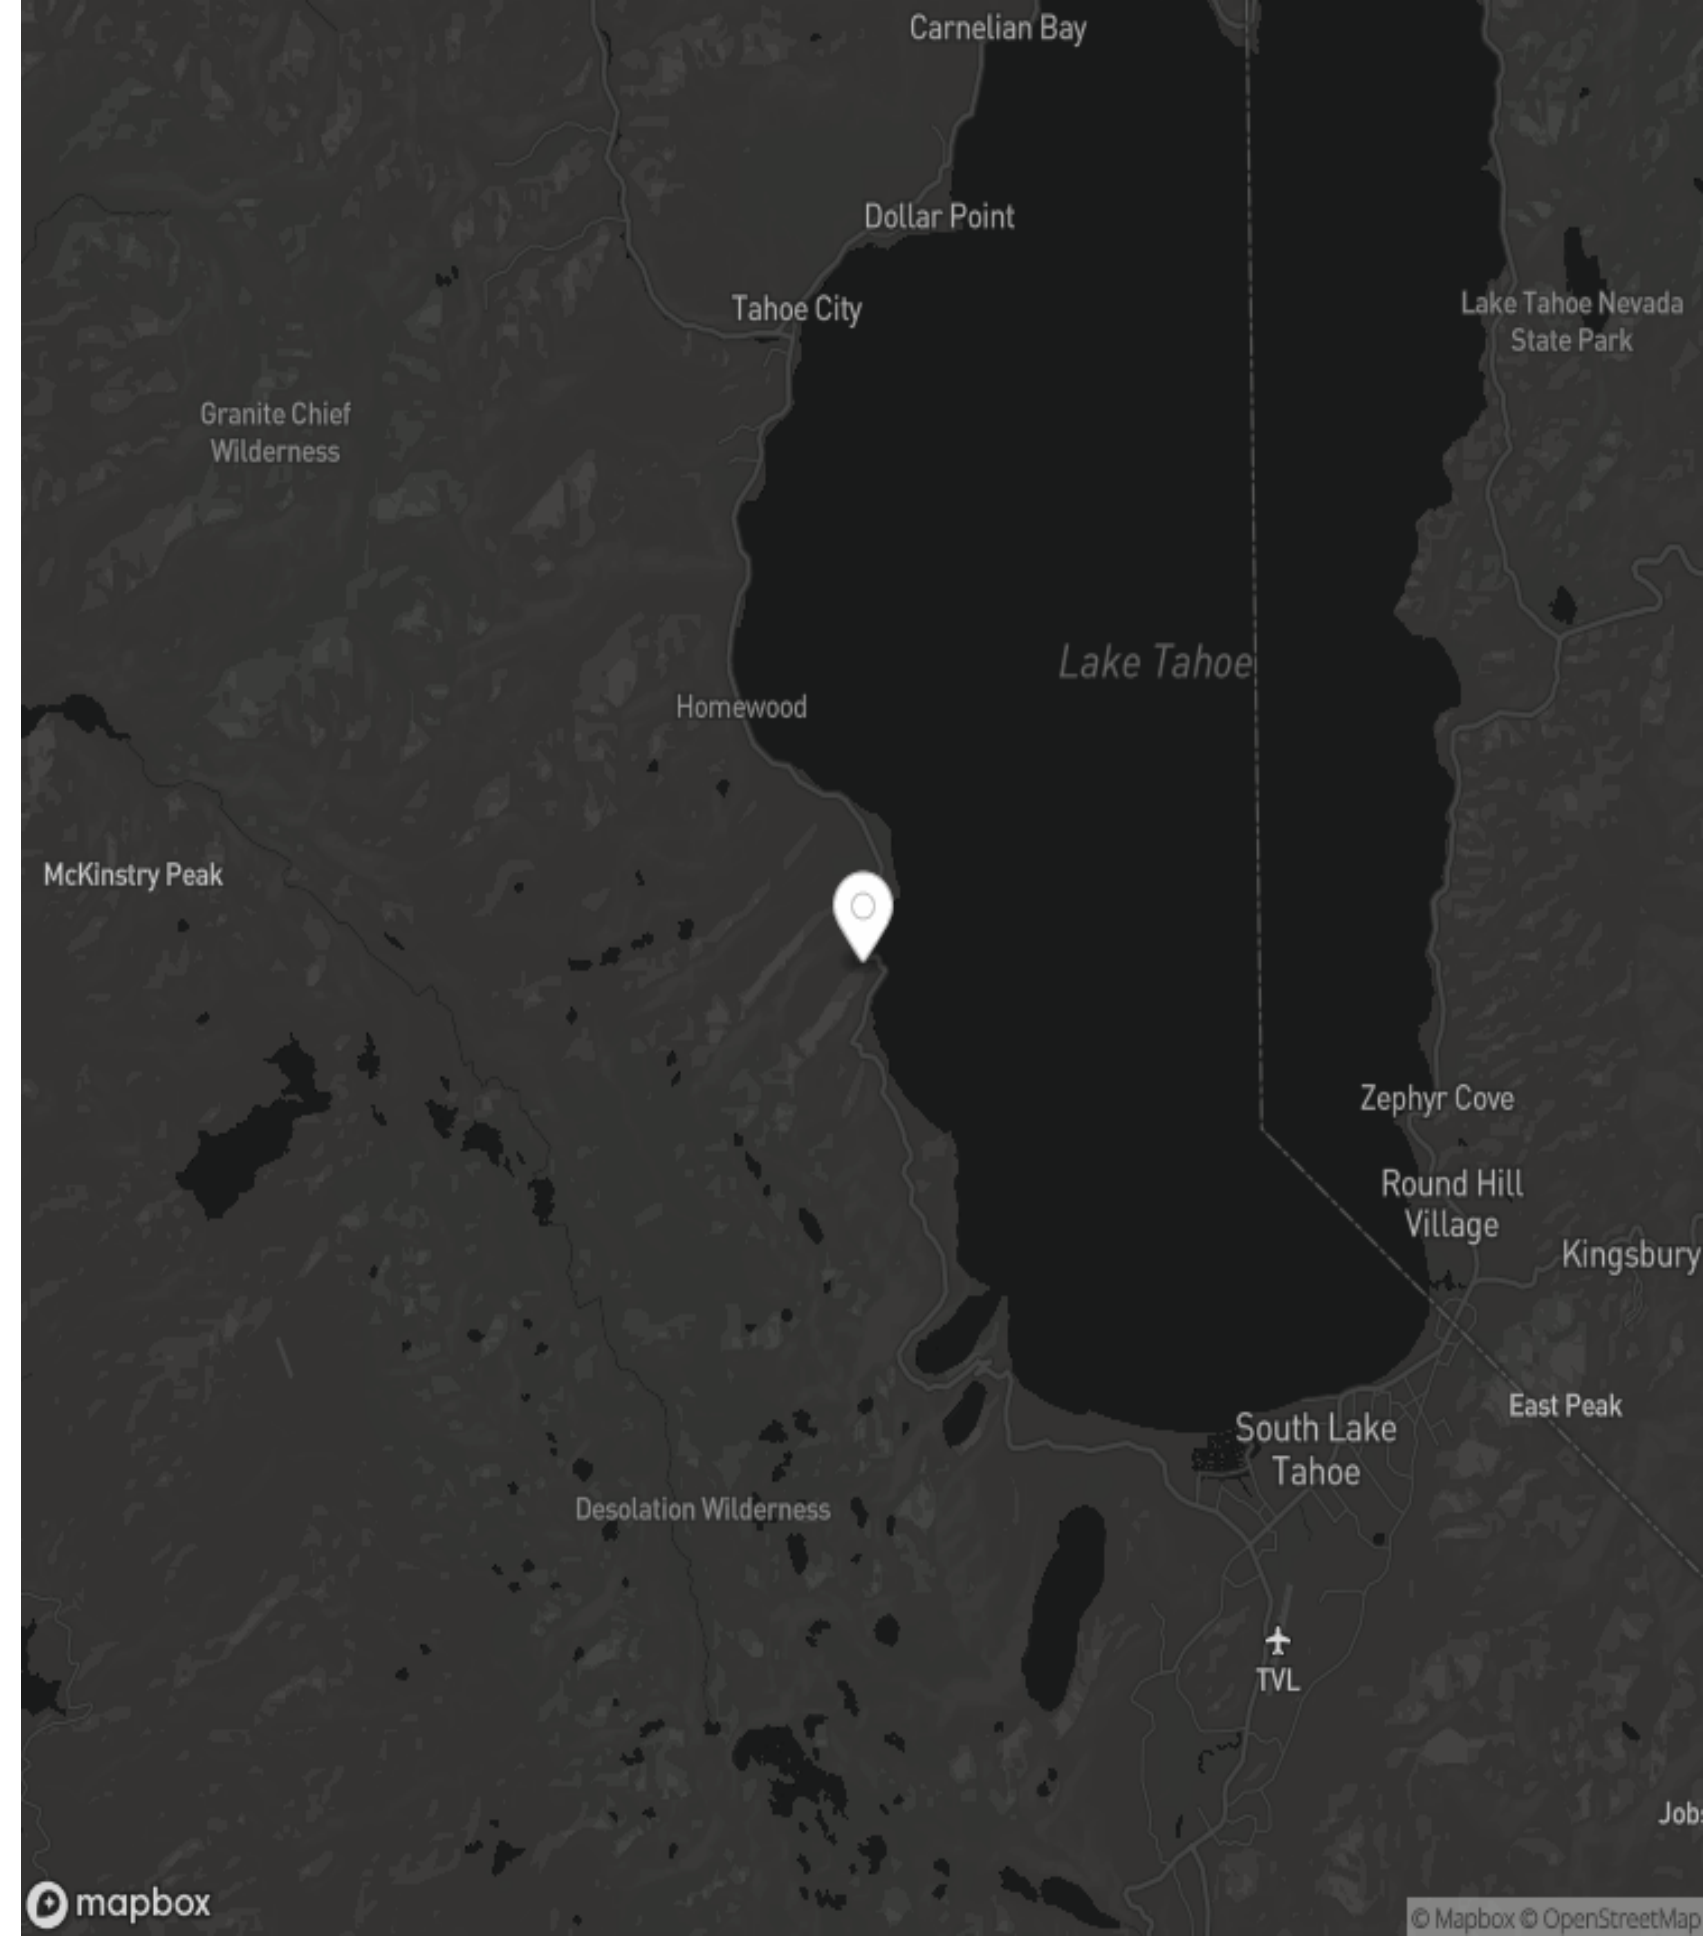 Carnelian Bay
Dollar Point
Tahoe City
Lake Tahoe Nevada
State Park
Granite Chief
Wilderness
Lake Tahoe
Homewood
McKinstry Peak
Zephyr Cove
Round Hill
Village
Kingsbury
East Peak
South Lake
Tahoe
Desolation Wilderness
TVL
Jobs
mapbox
© Mapbox © OpenStreetMap